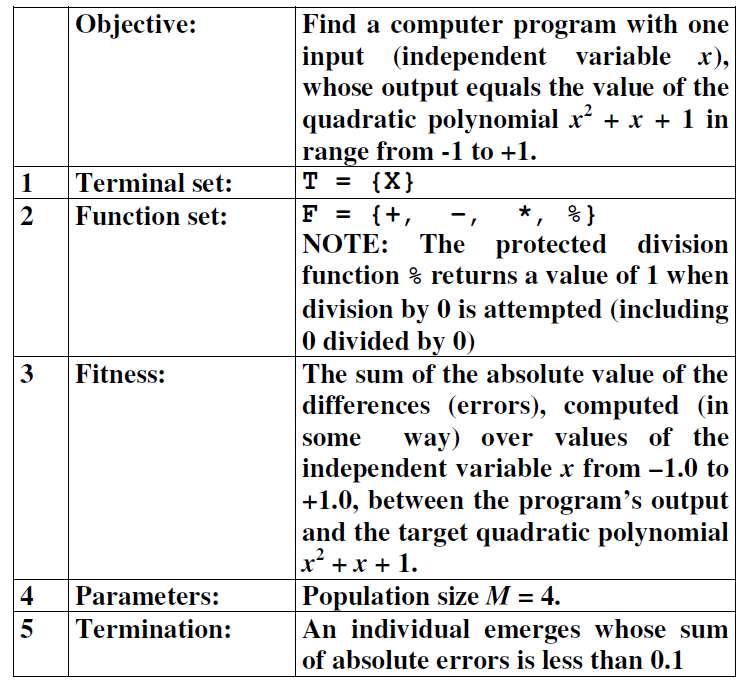 Objective:
Find a computer program with one
input (independent variable x),
whose output equals the value of the
quadratic polynomial x² + x + 1 in
range from -1 to +1.
1 Terminal set: T = {X}
2 Function set: F = {+, -, *, %}
NOTE: The protected division
function % returns a value of 1 when
division by 0 is attempted (including
0 divided by 0)
3 Fitness: The sum of the absolute value of the
differences (errors), computed (in
some way) over values of the
independent variable x from –1.0 to
+1.0, between the program's output
and the target quadratic polynomial
x² + x + 1.
4 Parameters: Population size M = 4.
5 Termination: An individual emerges whose sum
of absolute errors is less than 0.1